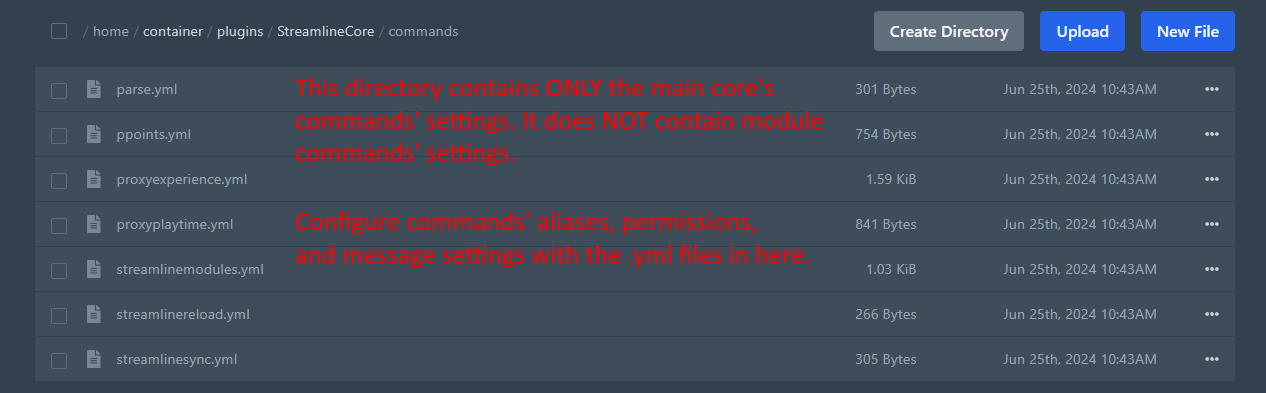 / home / container / plugins / StreamlineCore / commands
Create Directory
Upload
New File
parse.yml
301 Bytes
Jun 25th, 2024 10:43AM
ppoints.yml
754 Bytes
Jun 25th, 2024 10:43AM
proxyexperience.yml
1.59 KiB
Jun 25th, 2024 10:43AM
proxyplaytime.yml
841 Bytes
Jun 25th, 2024 10:43AM
streamlinemodules.yml
1.03 KiB
Jun 25th, 2024 10:43AM
streamlinereload.yml
266 Bytes
Jun 25th, 2024 10:43AM
streamlinesync.yml
305 Bytes
Jun 25th, 2024 10:43AM
This directory contains ONLY the main core's
commands' settings. It does NOT contain module
commands' settings.
Configure commands' aliases, permissions,
and message settings with the .yml files in here.